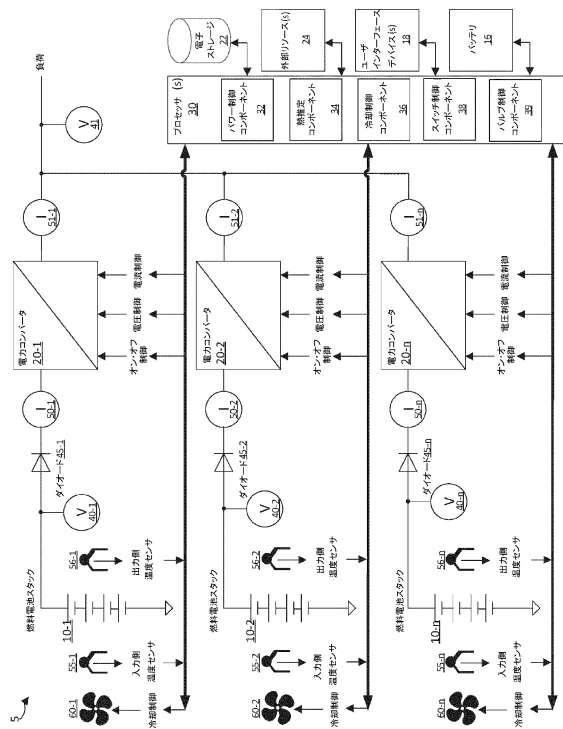 5
負荷
V
41
電子
ストレージ
22
外部リソース(s)
24
ユーザ
インターフェース
デバイス(s)
18
バッテリ
16
プロセッサ (s)
30
パワー制御
コンポーネント
32
熱推定
コンポーネント
34
冷却制御
コンポーネント
36
スイッチ制御
コンポーネント
38
バルブ制御
コンポーネント
39
60-1
冷却制御
55-1
入力側
温度センサ
燃料電池スタック
10-1
56-1
出力側
温度センサ
V
40-1
ダイオード45-1
I
50-1
電力コンバータ
20-1
オン・オフ
制御
電圧制御
電流制御
I
51-1
60-2
冷却制御
55-2
入力側
温度センサ
燃料電池スタック
10-2
56-2
出力側
温度センサ
V
40-2
ダイオード45-2
I
50-2
電力コンバータ
20-2
オン・オフ
制御
電圧制御
電流制御
I
51-2
60-n
冷却制御
55-n
入力側
温度センサ
燃料電池スタック
10-n
56-n
出力側
温度センサ
V
40-n
ダイオード45-n
I
50-n
電力コンバータ
20-n
オン・オフ
制御
電圧制御
電流制御
I
51-n